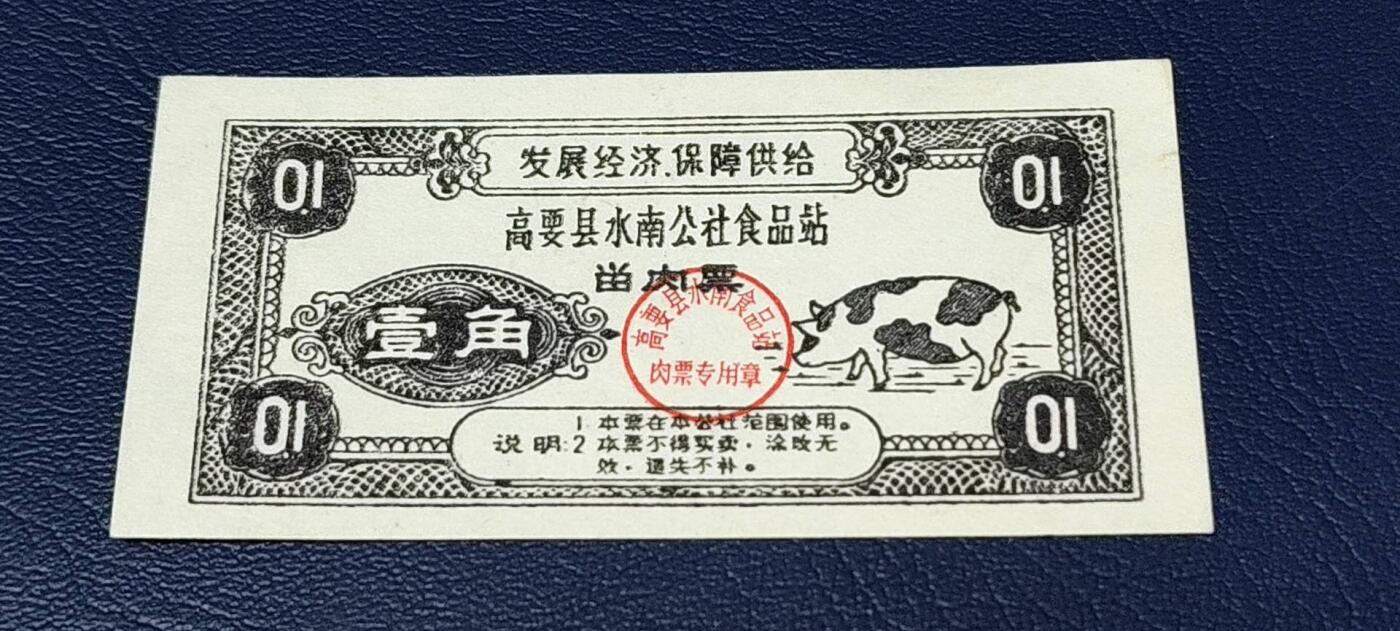 0.1
发展经济.保障供给
0.1
高要县水南公社食品站
肉票
壹角
高要县水南食品站
肉票专用章
0.1
说明:
1 本票在本公社范围使用。
2 本票不得买卖．涂改无
效．遗失不补。
0.1